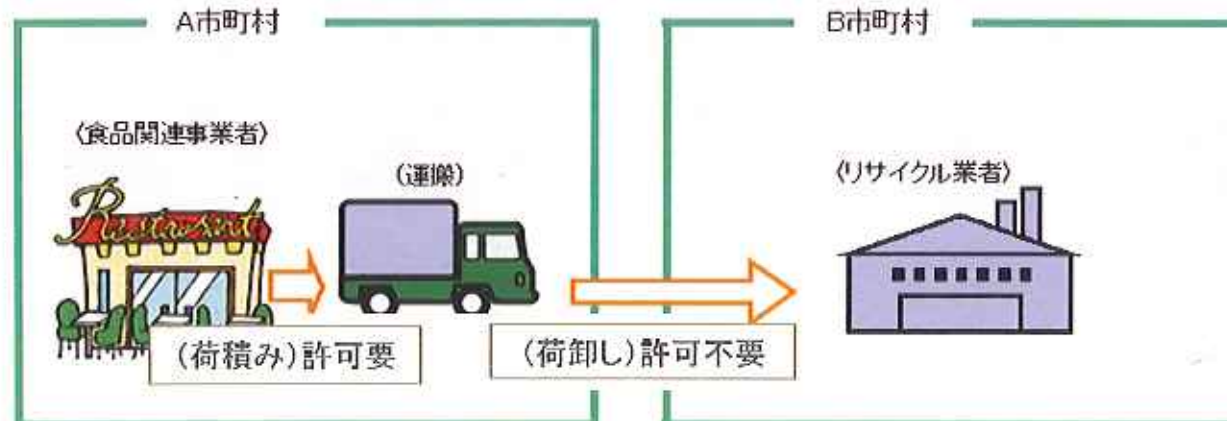 A市町村
B市町村
〈食品関連事業者〉
(運搬)
〈リサイクル業者〉
Restaurant
(荷積み)許可要
(荷卸し)許可不要